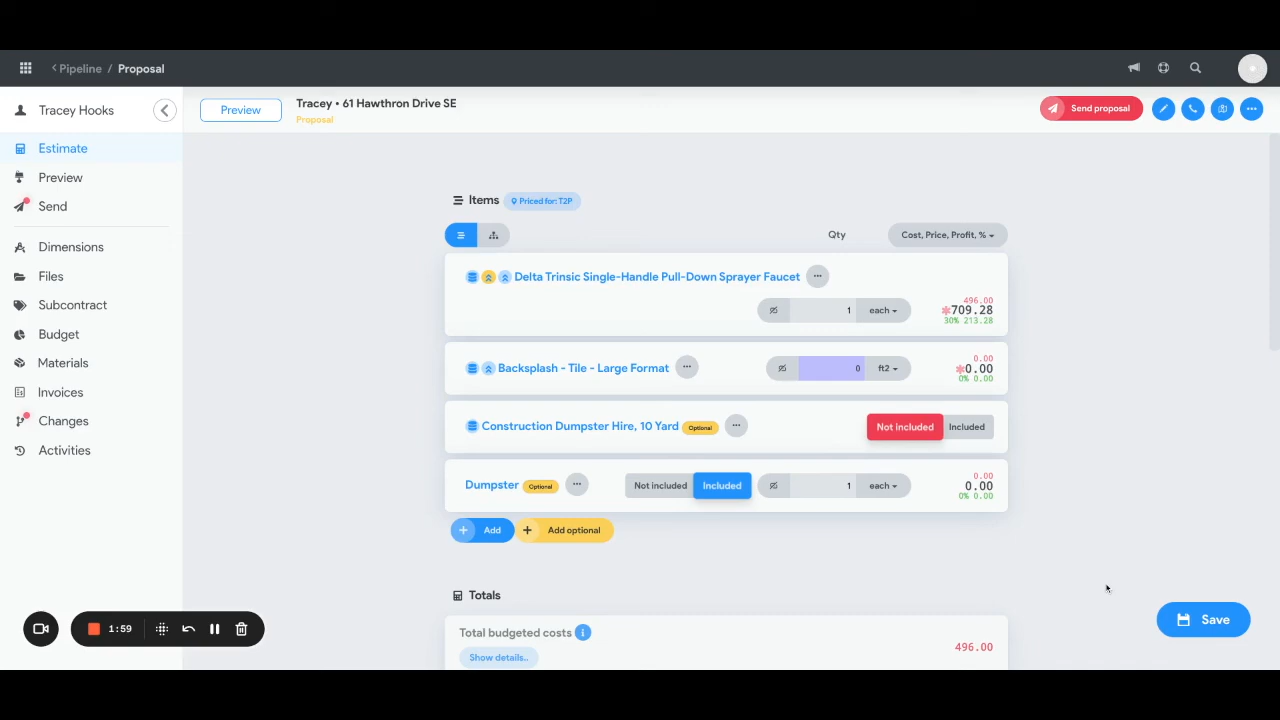 Pipeline / Proposal
Tracey Hooks
Preview
Tracey • 61 Hawthron Drive SE
Proposal
Send proposal
Estimate
Preview
Send
Dimensions
Files
Subcontract
Budget
Materials
Invoices
Changes
Activities
Items
Priced for: T2P
Qty
Cost, Price, Profit, %
Delta Trinsic Single-Handle Pull-Down Sprayer Faucet
1 each
496.00
*709.28
30% 213.28
Backsplash - Tile - Large Format
0 ft2
0.00
*0.00
0% 0.00
Construction Dumpster Hire, 10 Yard Optional
Not included Included
Dumpster Optional
Not included Included
1 each
0.00
0.00
0% 0.00
+ Add
+ Add optional
Totals
Total budgeted costs i
Show details..
496.00
1:59
Save